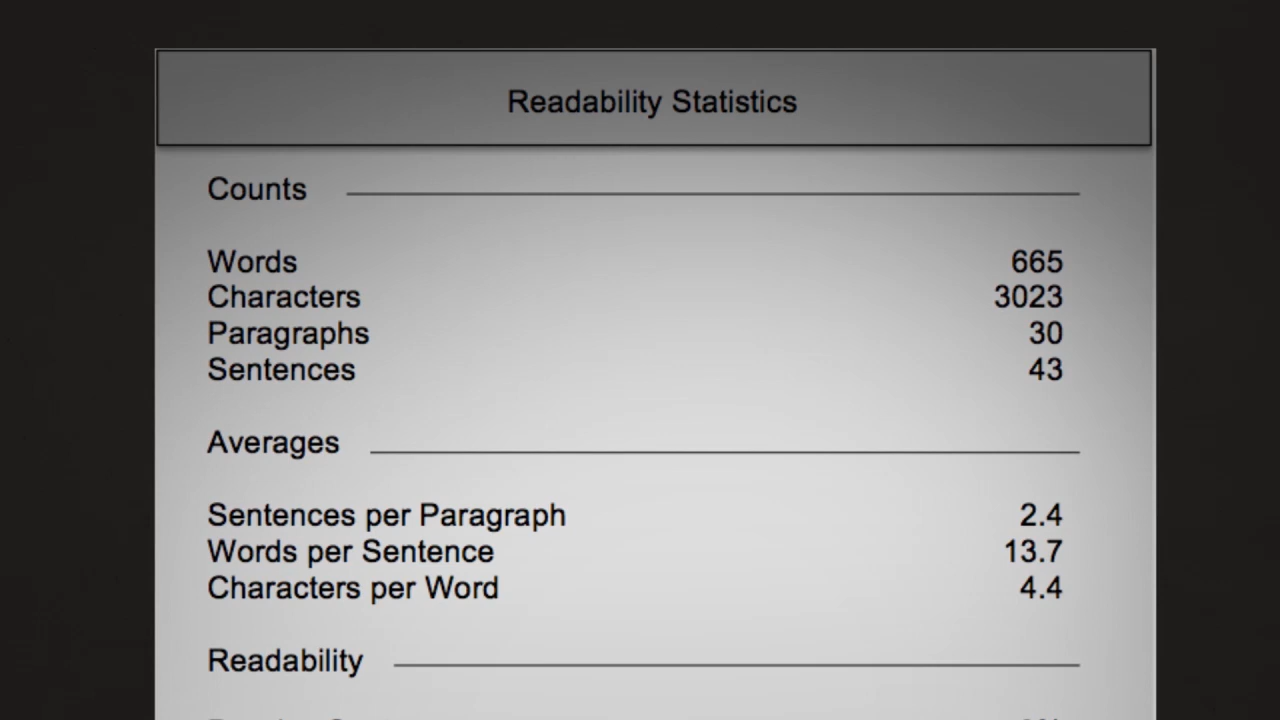 Readability Statistics
Counts
Words 665
Characters 3023
Paragraphs 30
Sentences 43
Averages
Sentences per Paragraph 2.4
Words per Sentence 13.7
Characters per Word 4.4
Readability